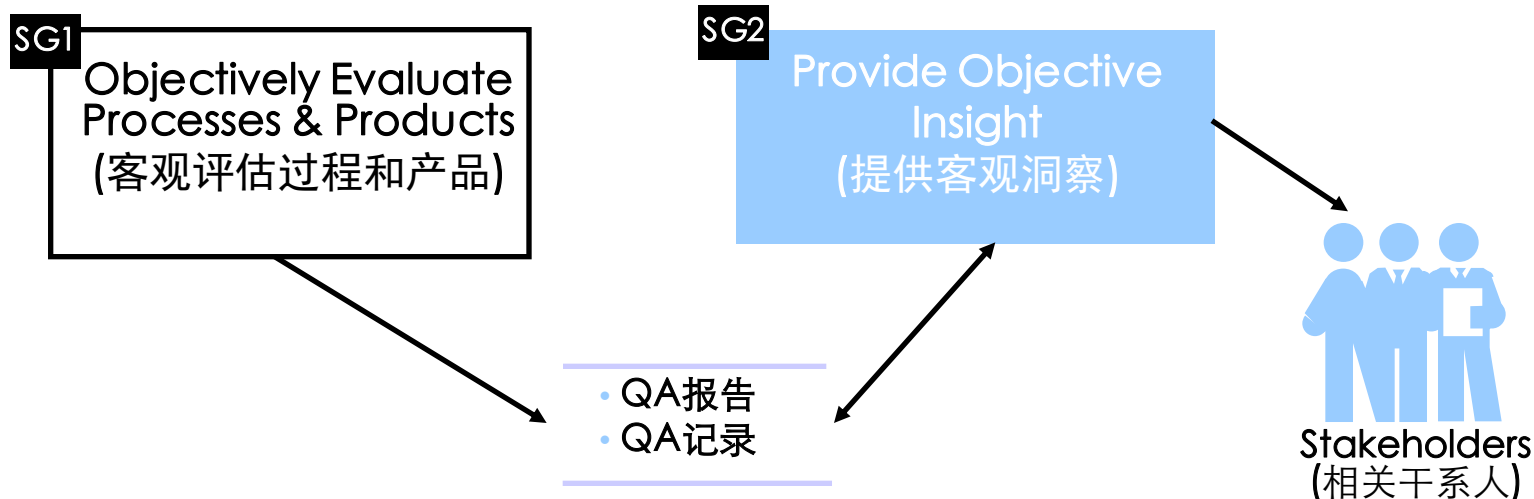 SG1
Objectively Evaluate
Processes & Products
(客观评估过程和产品)
SG2
Provide Objective
Insight
(提供客观洞察)
• QA报告
• QA记录
Stakeholders
(相关干系人)